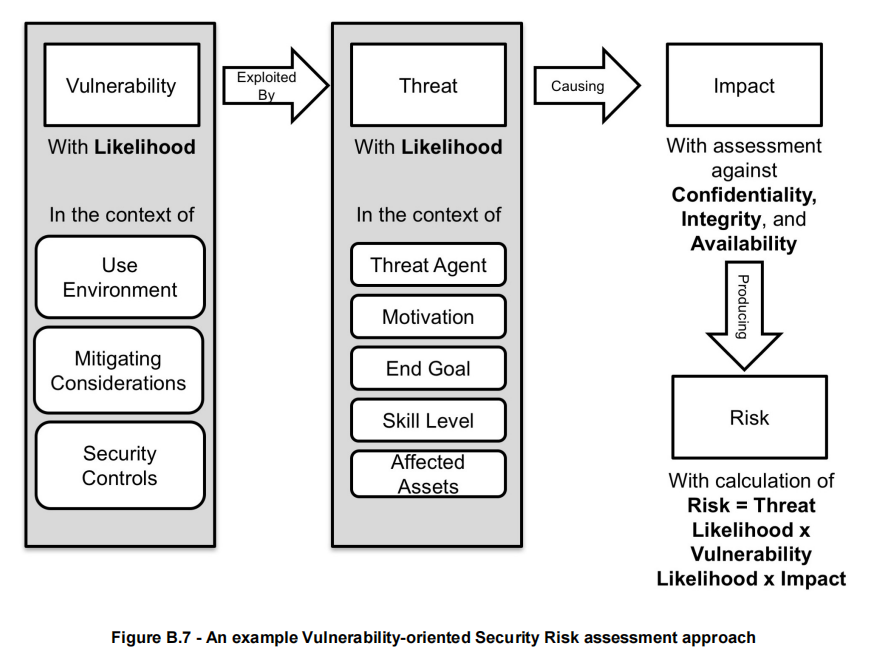 Vulnerability
With Likelihood
In the context of
Use
Environment
Mitigating
Considerations
Security
Controls
Exploited
By
Threat
With Likelihood
In the context of
Threat Agent
Motivation
End Goal
Skill Level
Affected
Assets
Causing
Impact
With assessment
against
Confidentiality,
Integrity, and
Availability
Producing
Risk
With calculation of
Risk = Threat
Likelihood x
Vulnerability
Likelihood x Impact
Figure B.7 - An example Vulnerability-oriented Security Risk assessment approach